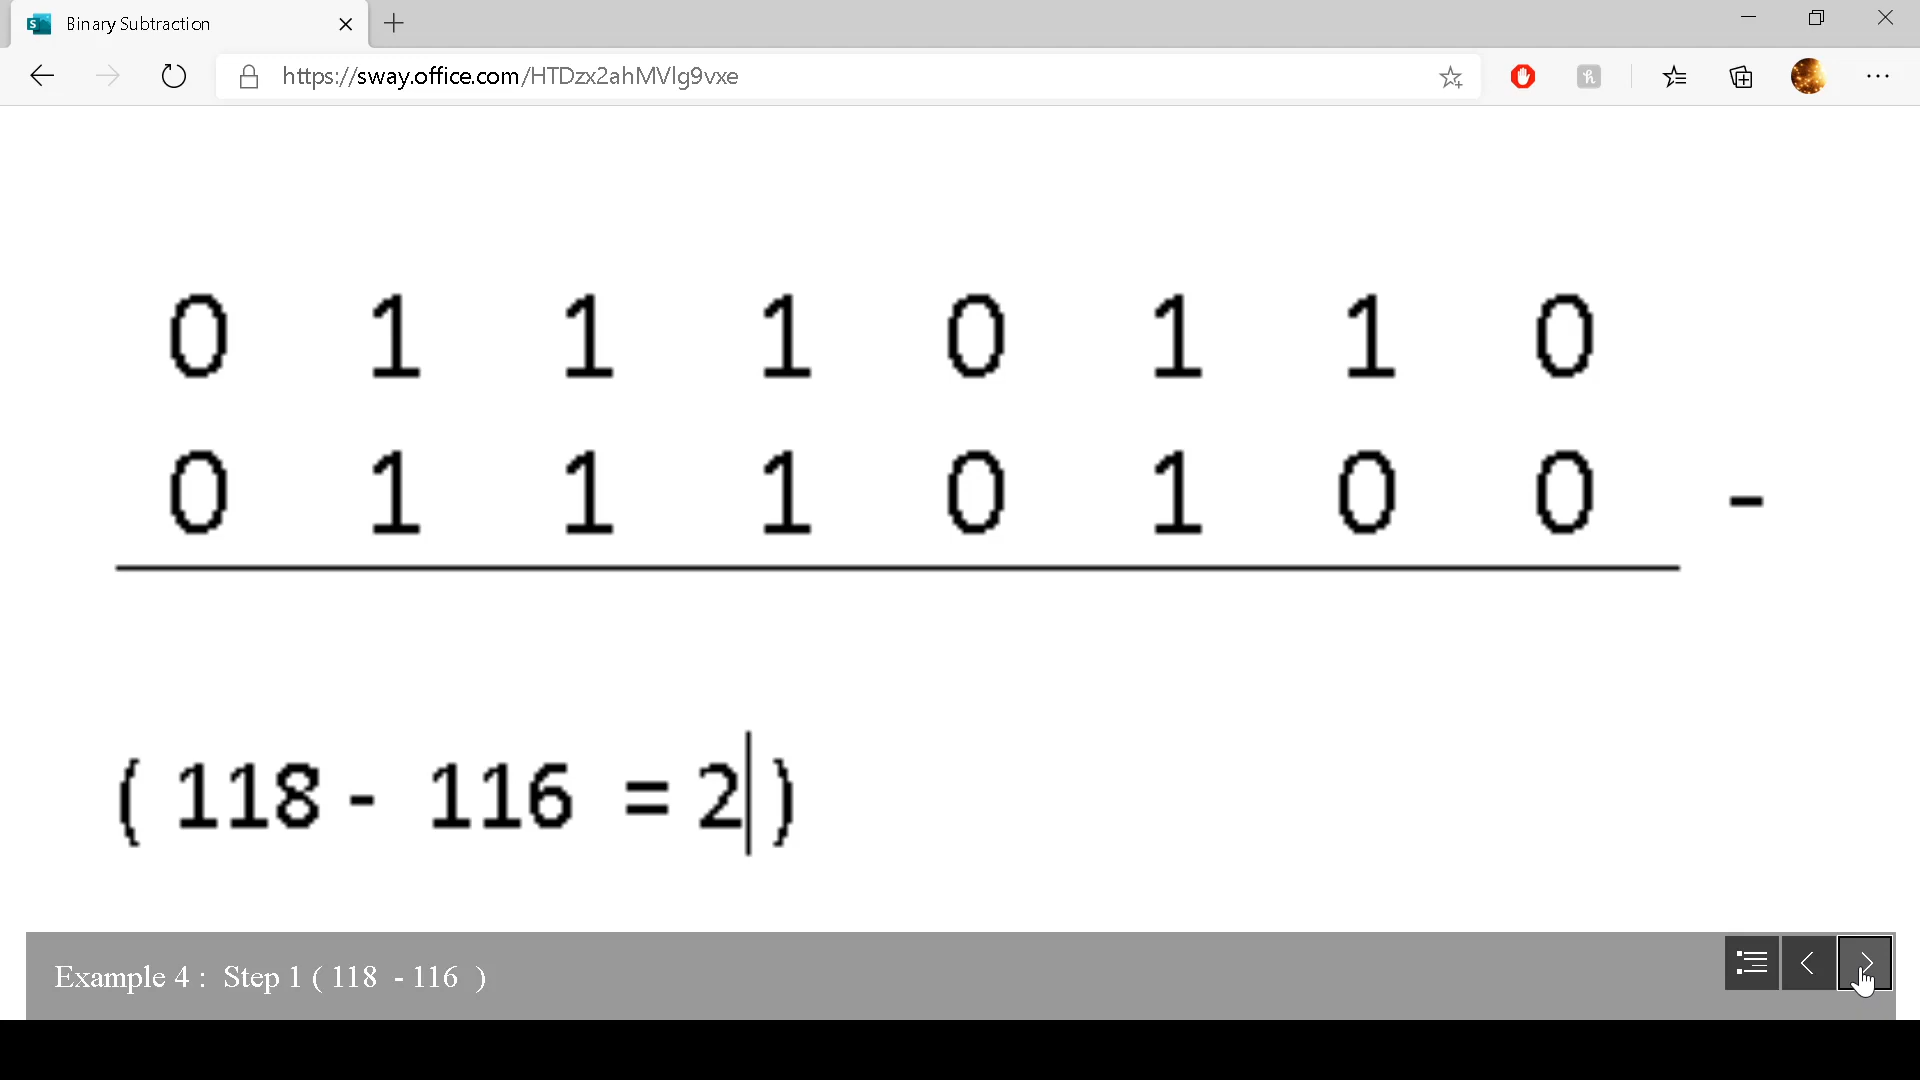 Binary Subtraction
https://sway.office.com/HTDzx2ahMVlg9vxe
0 1 1 1 0 1 1 0
0 1 1 1 0 1 0 0 -
( 118 - 116 = 2 )
Example 4 : Step 1 ( 118 - 116 )